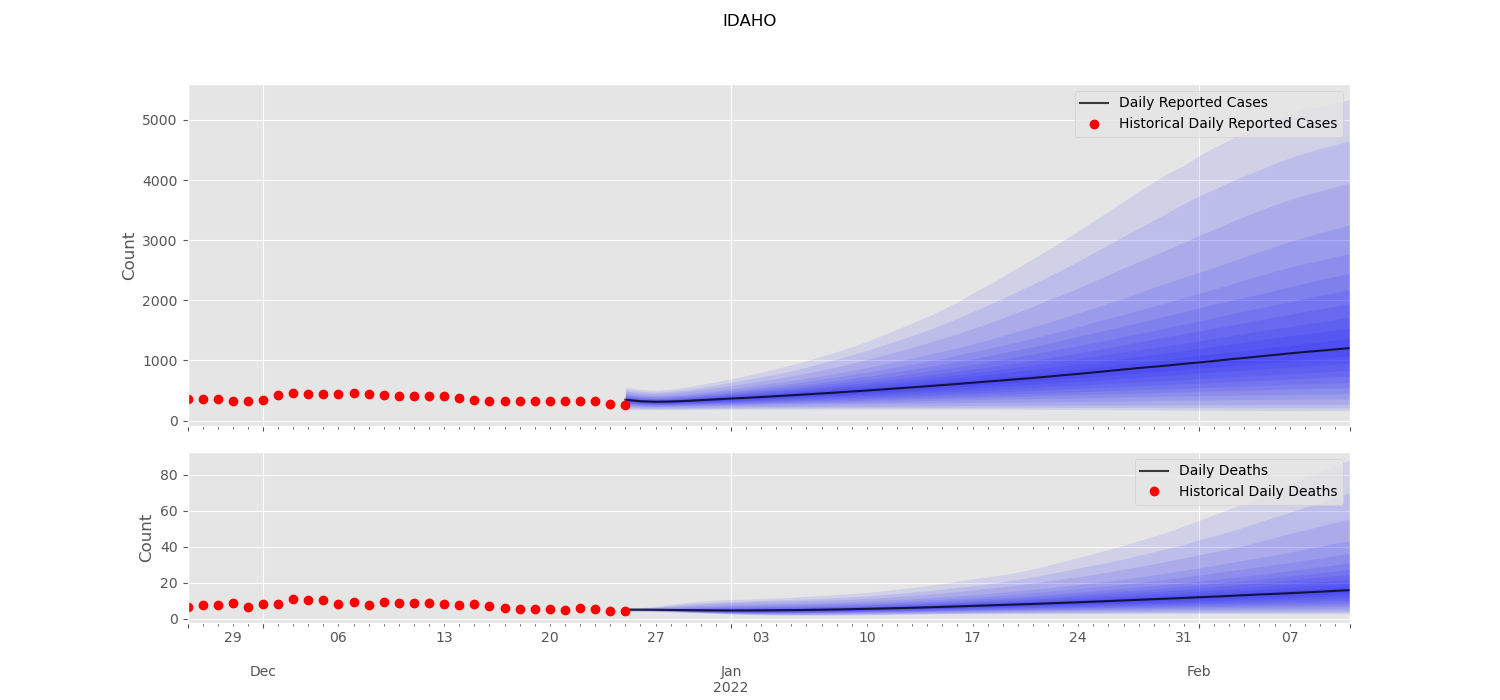 IDAHO
5000
4000
3000
2000
1000
0
Count
Daily Reported Cases
Historical Daily Reported Cases
80
60
40
20
0
Count
Daily Deaths
Historical Daily Deaths
29 06 13 20 27 03 10 17 24 31 07
Dec Jan Feb
2022